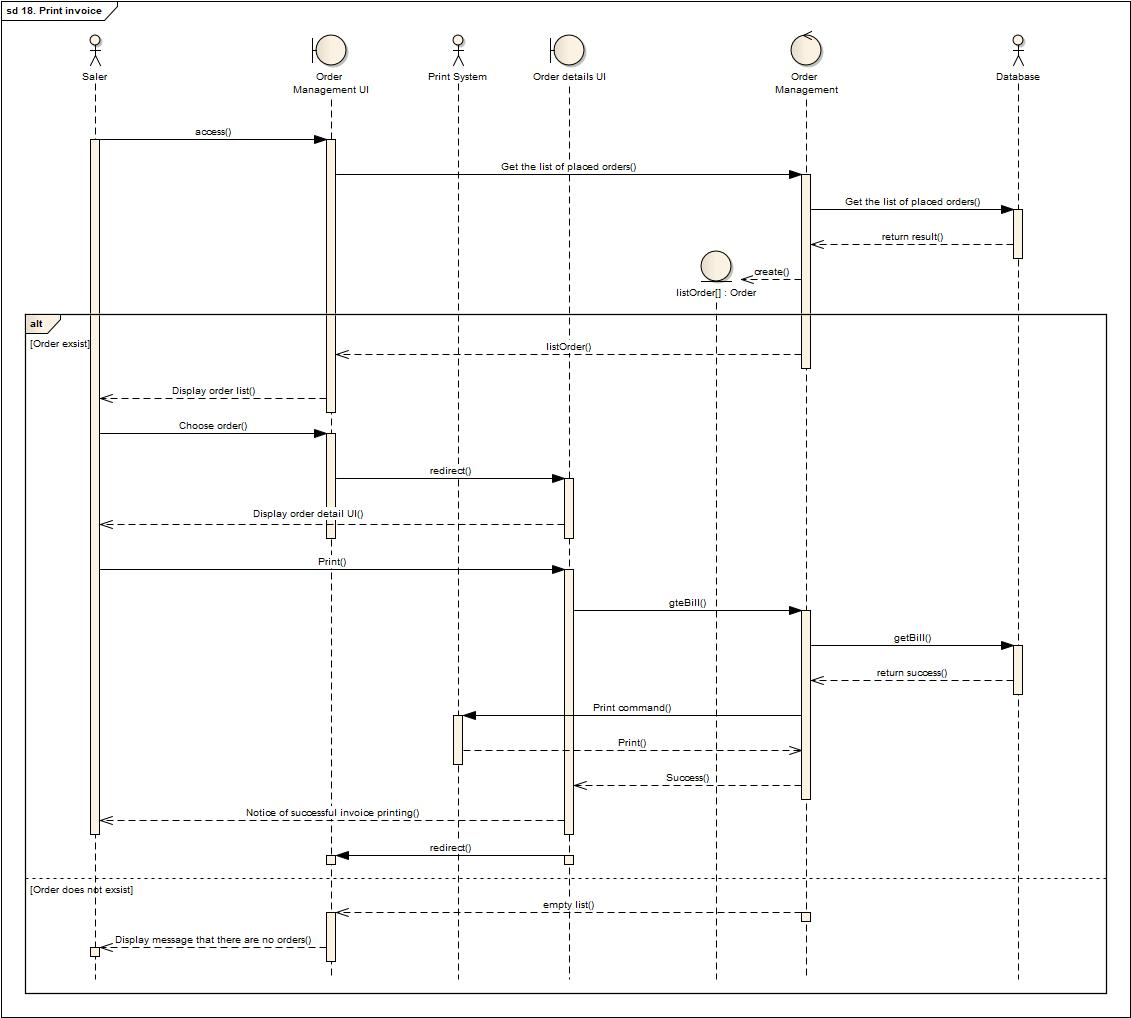 sd 18. Print invoice
Saler
Order
Management UI
Print System
Order details UI
Order
Management
Database
access()
Get the list of placed orders()
Get the list of placed orders()
return result()
create()
listOrder[] : Order
alt
[Order exsist]
listOrder()
Display order list()
Choose order()
redirect()
Display order detail UI()
Print()
gteBill()
getBill()
return success()
Print command()
Print()
Success()
Notice of successful invoice printing()
redirect()
[Order does not exsist]
empty list()
Display message that there are no orders()